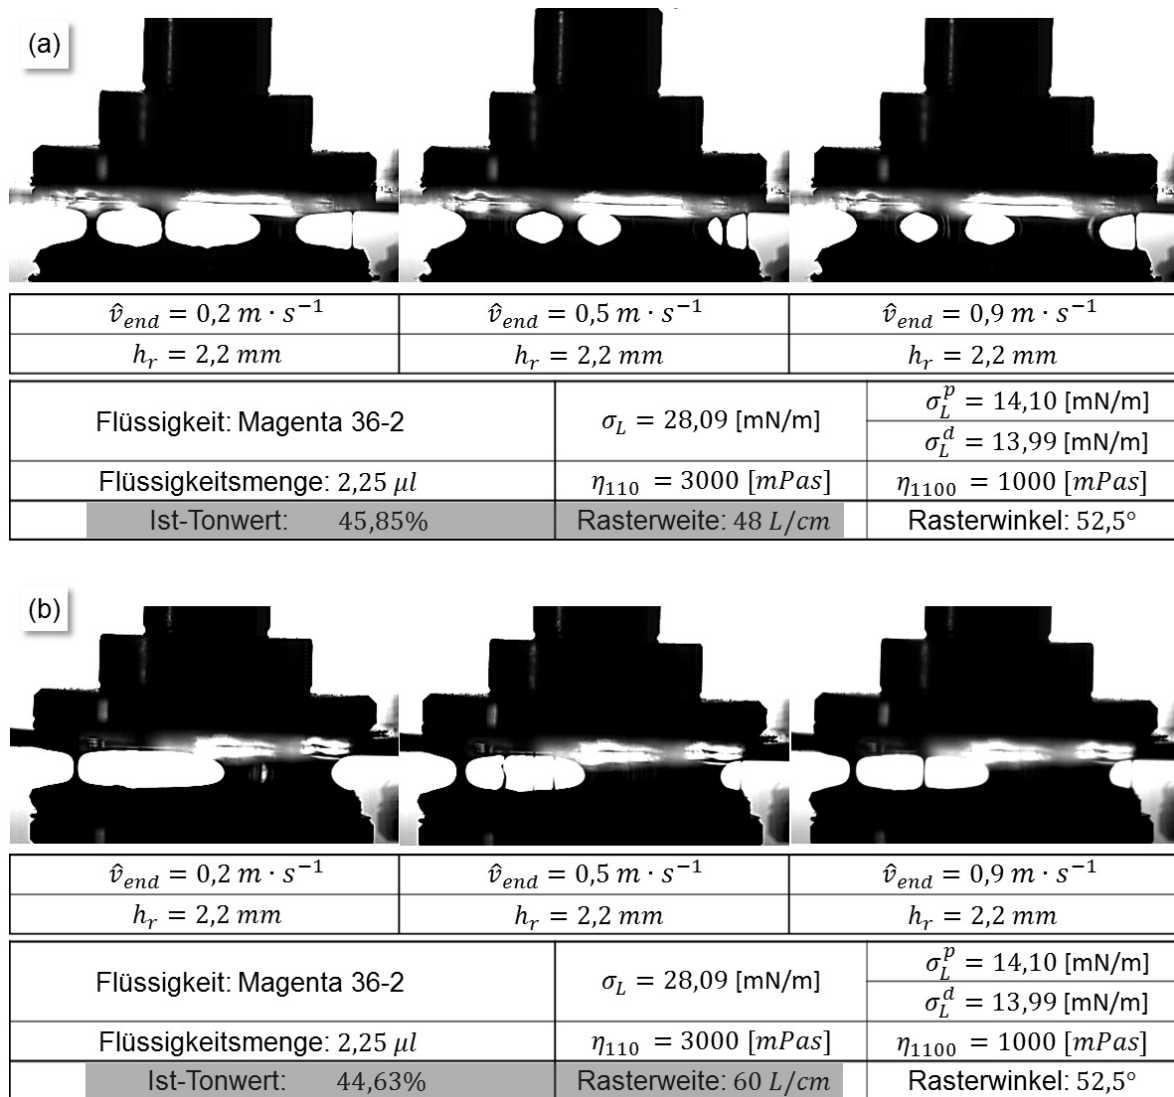 (a)
v̂_end = 0,2 m · s⁻¹ v̂_end = 0,5 m · s⁻¹ v̂_end = 0,9 m · s⁻¹
h_r = 2,2 mm h_r = 2,2 mm h_r = 2,2 mm
Flüssigkeit: Magenta 36-2 σ_L = 28,09 [mN/m] σ_L^p = 14,10 [mN/m]
σ_L^d = 13,99 [mN/m]
Flüssigkeitsmenge: 2,25 μl η₁₁₀ = 3000 [mPas] η₁₁₀₀ = 1000 [mPas]
Ist-Tonwert: 45,85% Rasterweite: 48 L/cm Rasterwinkel: 52,5°
(b)
v̂_end = 0,2 m · s⁻¹ v̂_end = 0,5 m · s⁻¹ v̂_end = 0,9 m · s⁻¹
h_r = 2,2 mm h_r = 2,2 mm h_r = 2,2 mm
Flüssigkeit: Magenta 36-2 σ_L = 28,09 [mN/m] σ_L^p = 14,10 [mN/m]
σ_L^d = 13,99 [mN/m]
Flüssigkeitsmenge: 2,25 μl η₁₁₀ = 3000 [mPas] η₁₁₀₀ = 1000 [mPas]
Ist-Tonwert: 44,63% Rasterweite: 60 L/cm Rasterwinkel: 52,5°